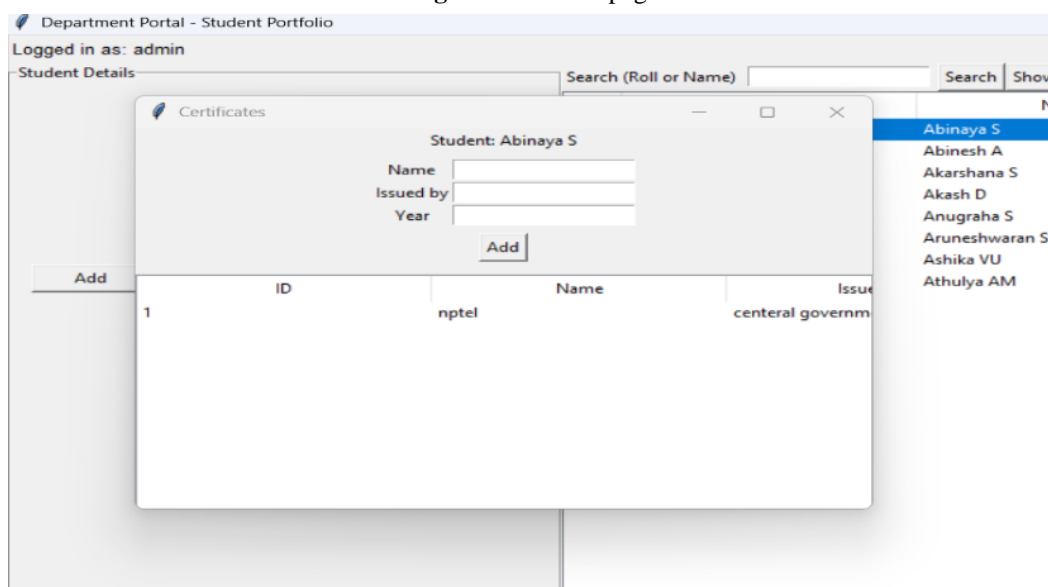 Department Portal - Student Portfolio
Logged in as: admin
Student Details
Search (Roll or Name)
Search
Certificates
Student: Abinaya S
Name
Issued by
Year
Add
ID Name
1 nptel centeral
Add
Abinaya S
Abinesh A
Akarshana S
Akash D
Anugraha S
Aruneshwaran S
Ashika VU
Athulya AM